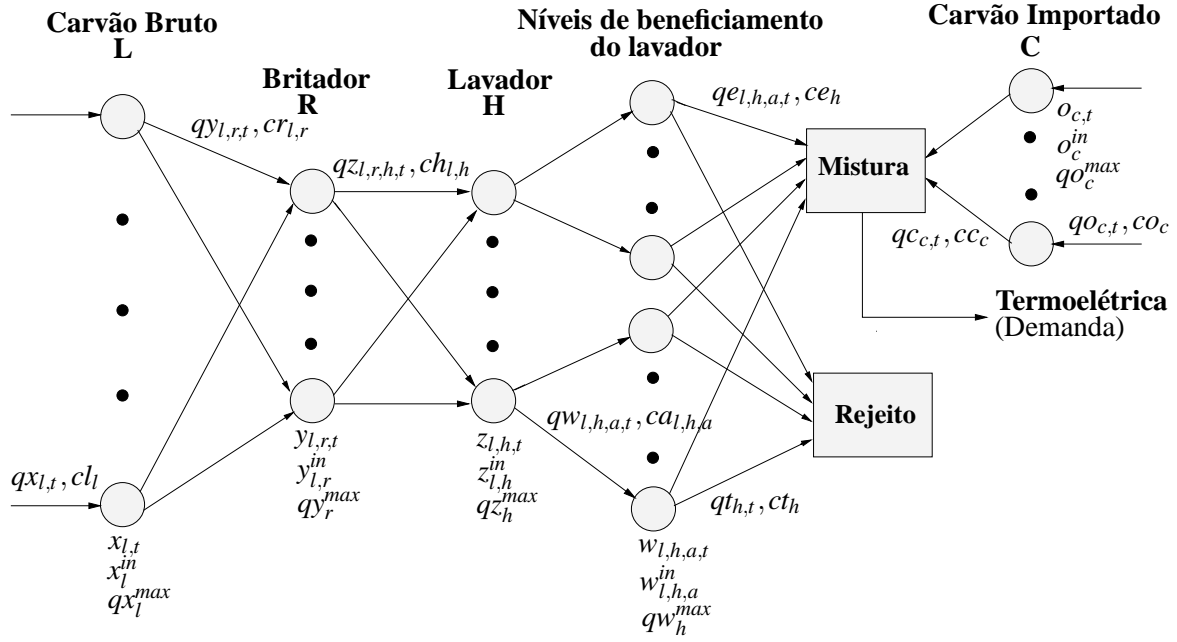 Carvão Bruto
L
Britador
R
Lavador
H
Níveis de beneficiamento
do lavador
Carvão Importado
C
qy_{l,r,t}, cr_{l,r}
qz_{l,r,h,t}, ch_{l,h}
qe_{l,h,a,t}, ce_h
Mistura
o_{c,t}
o_c^{in}
qo_c^{max}
qc_{c,t}, cc_c
qo_{c,t}, co_c
Termoelétrica
(Demanda)
qw_{l,h,a,t}, ca_{l,h,a}
Rejeito
qx_{l,t}, cl_l
qt_{h,t}, ct_h
x_{l,t}
x_l^{in}
qx_l^{max}
y_{l,r,t}
y_{l,r}^{in}
qy_r^{max}
z_{l,h,t}
z_{l,h}^{in}
qz_h^{max}
w_{l,h,a,t}
w_{l,h,a}^{in}
qw_h^{max}